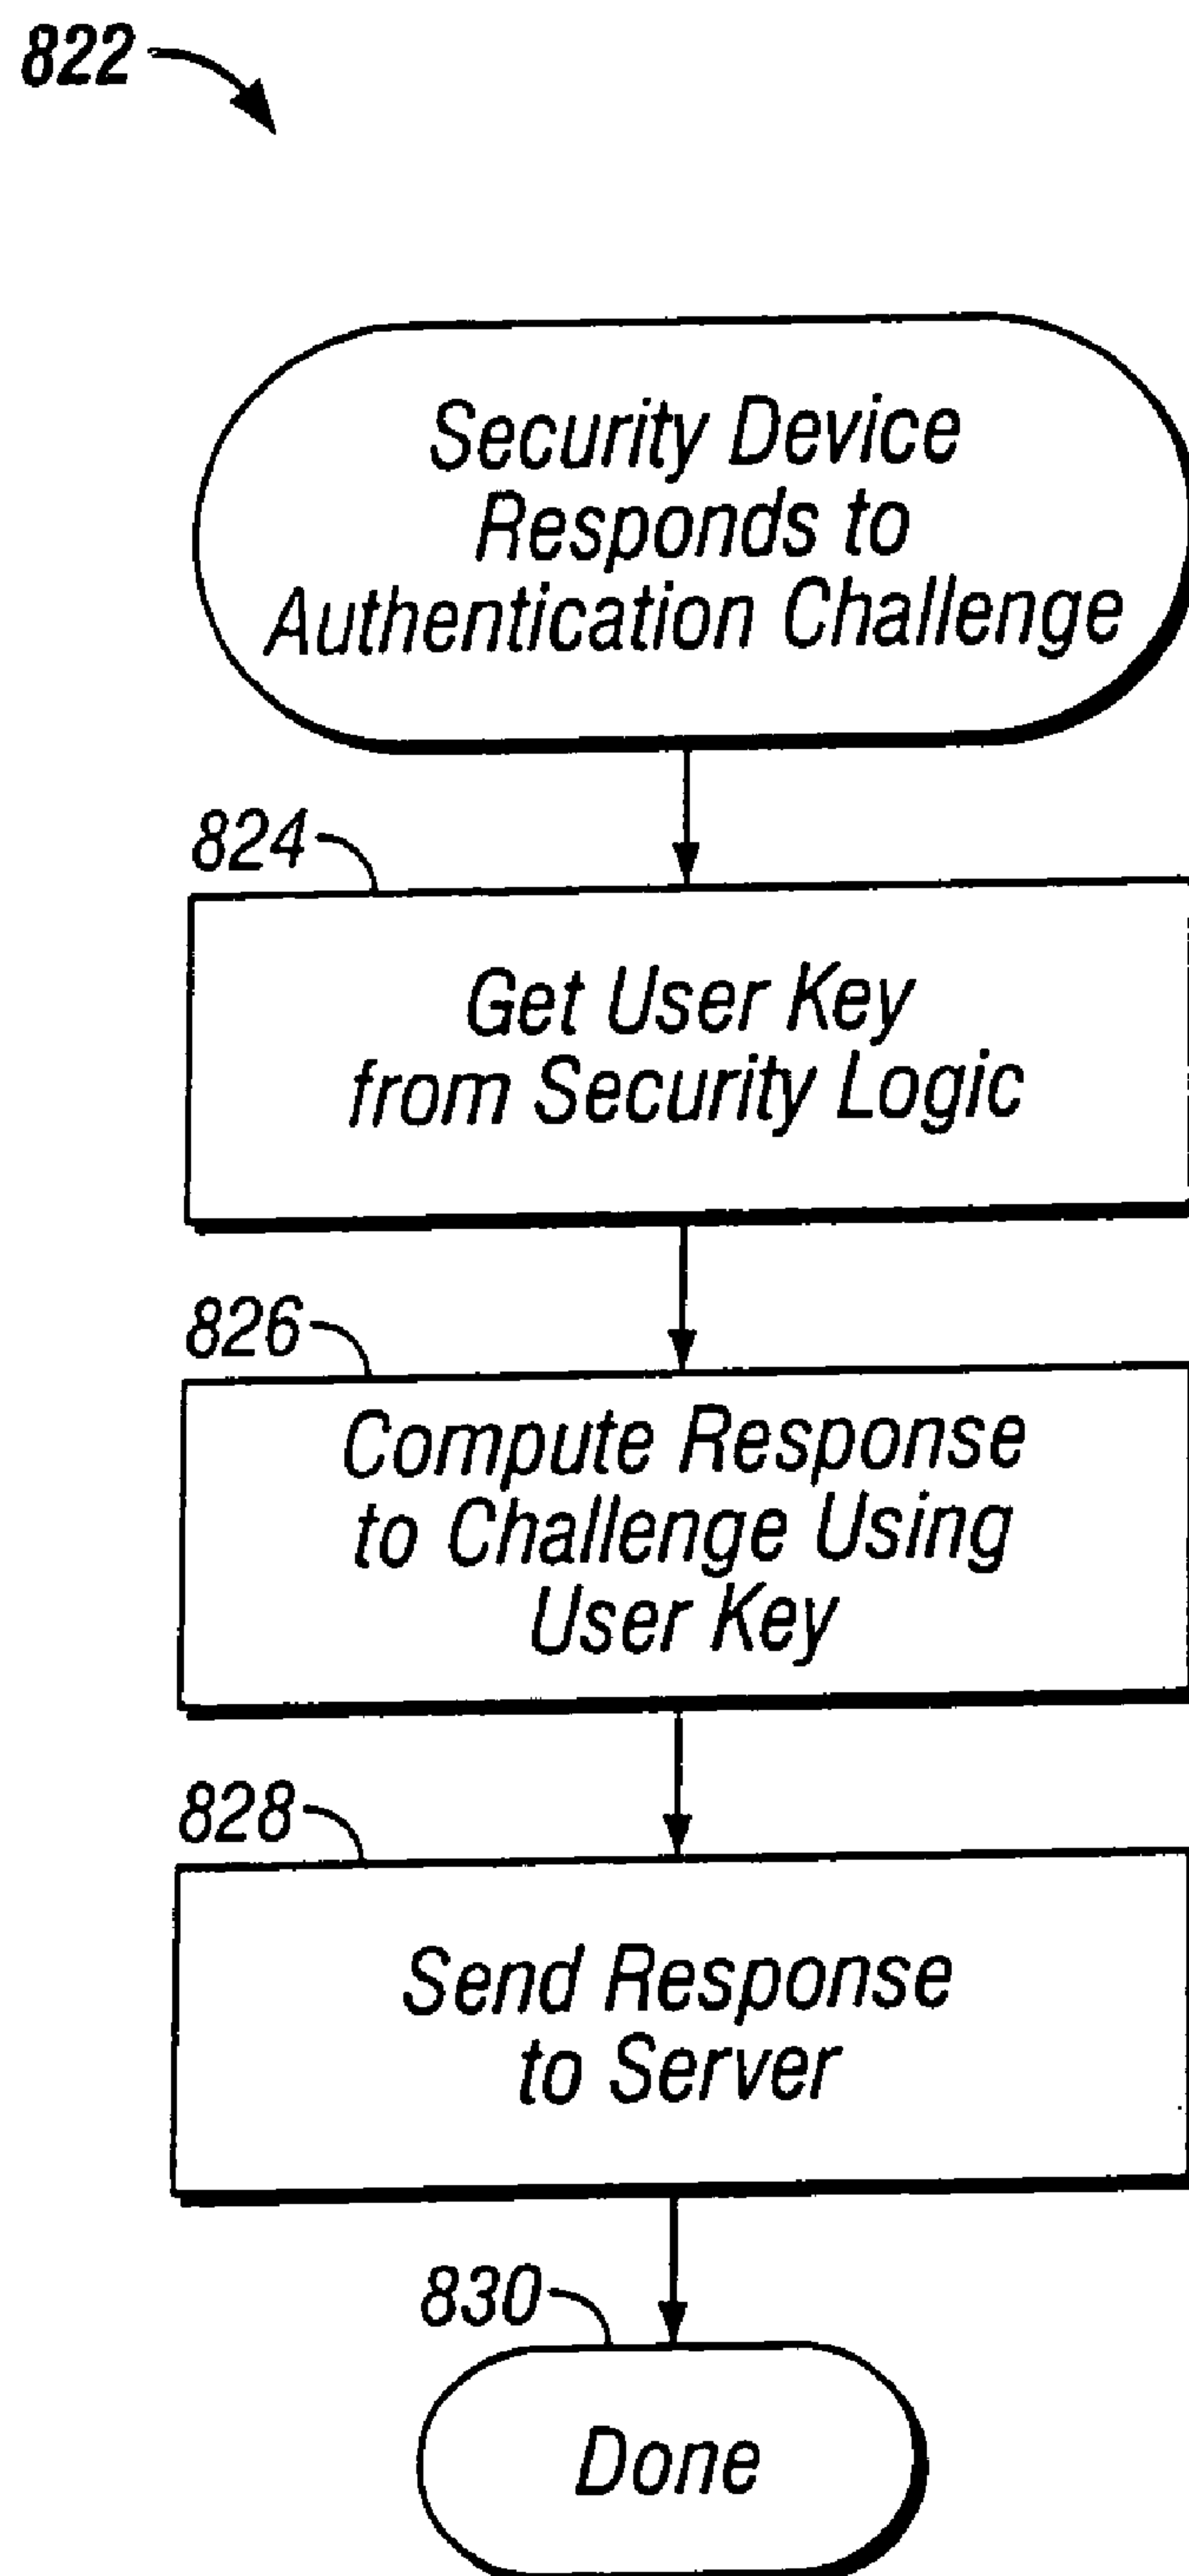 822
Security Device
Responds to
Authentication Challenge
824
Get User Key
from Security Logic
826
Compute Response
to Challenge Using
User Key
828
Send Response
to Server
830
Done